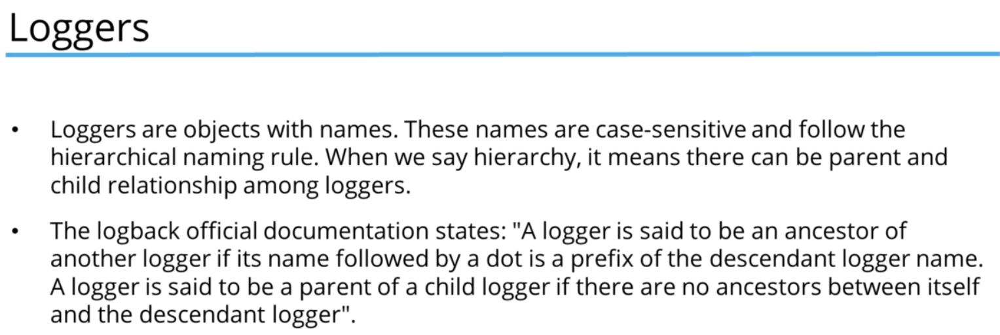 Loggers
• Loggers are objects with names. These names are case-sensitive and follow the
hierarchical naming rule. When we say hierarchy, it means there can be parent and
child relationship among loggers.
• The logback official documentation states: "A logger is said to be an ancestor of
another logger if its name followed by a dot is a prefix of the descendant logger name.
A logger is said to be a parent of a child logger if there are no ancestors between itself
and the descendant logger".